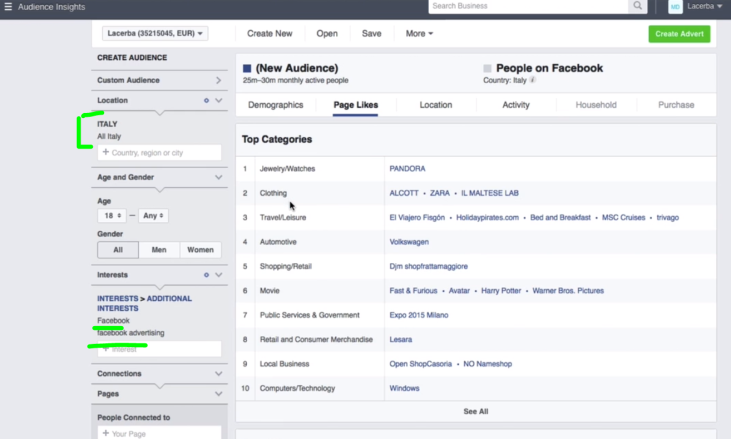 Audience Insights
Search Business
MD
Lacerba
Lacerba (35215045, EUR)
Create New
Open
Save
More
Create Advert
CREATE AUDIENCE
Custom Audience
Location
ITALY
All Italy
+ Country, region or city
Age and Gender
Age
18 — Any
Gender
All Men Women
Interests
INTERESTS > ADDITIONAL
INTERESTS
Facebook
facebook advertising
+ Interest
Connections
Pages
People Connected to
+ Your Page
(New Audience)
25m–30m monthly active people
People on Facebook
Country: Italy
Demographics Page Likes Location Activity Household Purchase
Top Categories
1 Jewelry/Watches PANDORA
2 Clothing ALCOTT • ZARA • IL MALTESE LAB
3 Travel/Leisure El Viajero Fisgón • Holidaypirates.com • Bed and Breakfast • MSC Cruises • trivago
4 Automotive Volkswagen
5 Shopping/Retail Djm shopfrattamaggiore
6 Movie Fast & Furious • Avatar • Harry Potter • Warner Bros. Pictures
7 Public Services & Government Expo 2015 Milano
8 Retail and Consumer Merchandise Lesara
9 Local Business Open ShopCasoria • NO Nameshop
10 Computers/Technology Windows
See All